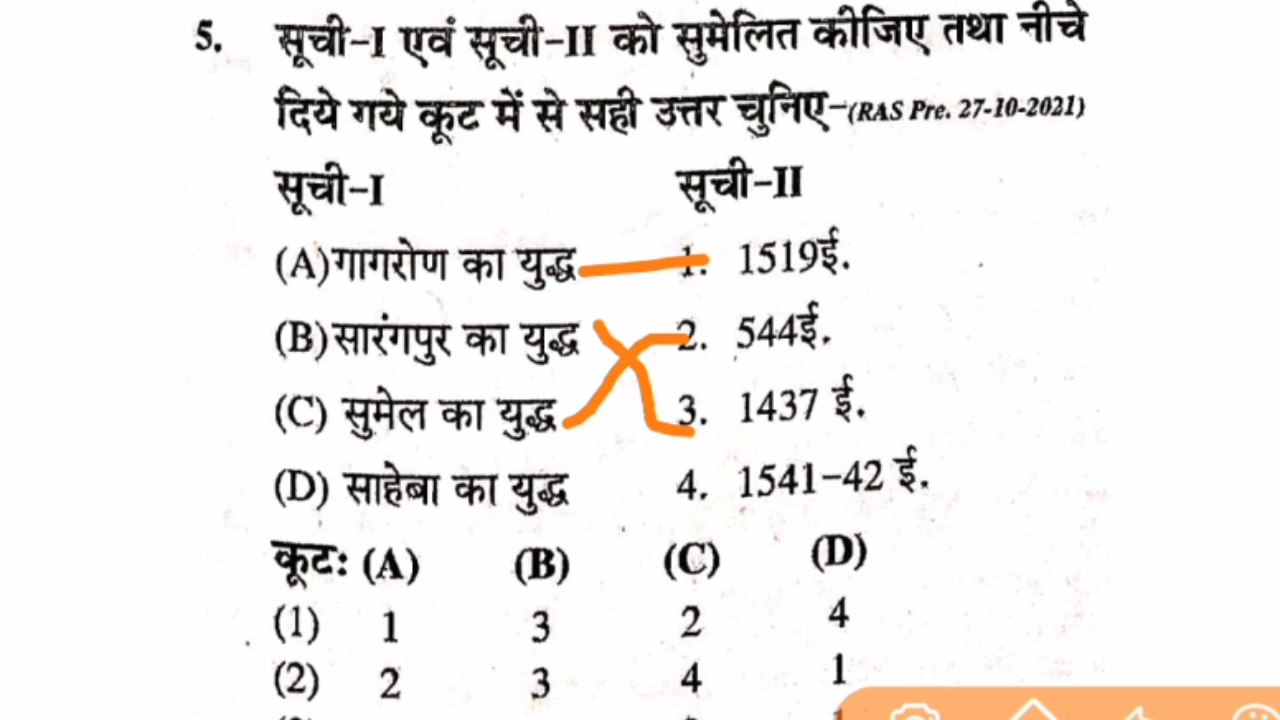 5. सूची-I एवं सूची-II को सुमेलित कीजिए तथा नीचे
दिये गये कूट में से सही उत्तर चुनिए-(RAS Pre. 27-10-2021)
सूची-I सूची-II
(A) गागरोण का युद्ध 1. 1519ई.
(B) सारंगपुर का युद्ध 2. 544ई.
(C) सुमेल का युद्ध 3. 1437 ई.
(D) साहेबा का युद्ध 4. 1541-42 ई.
कूटः (A) (B) (C) (D)
(1) 1 3 2 4
(2) 2 3 4 1